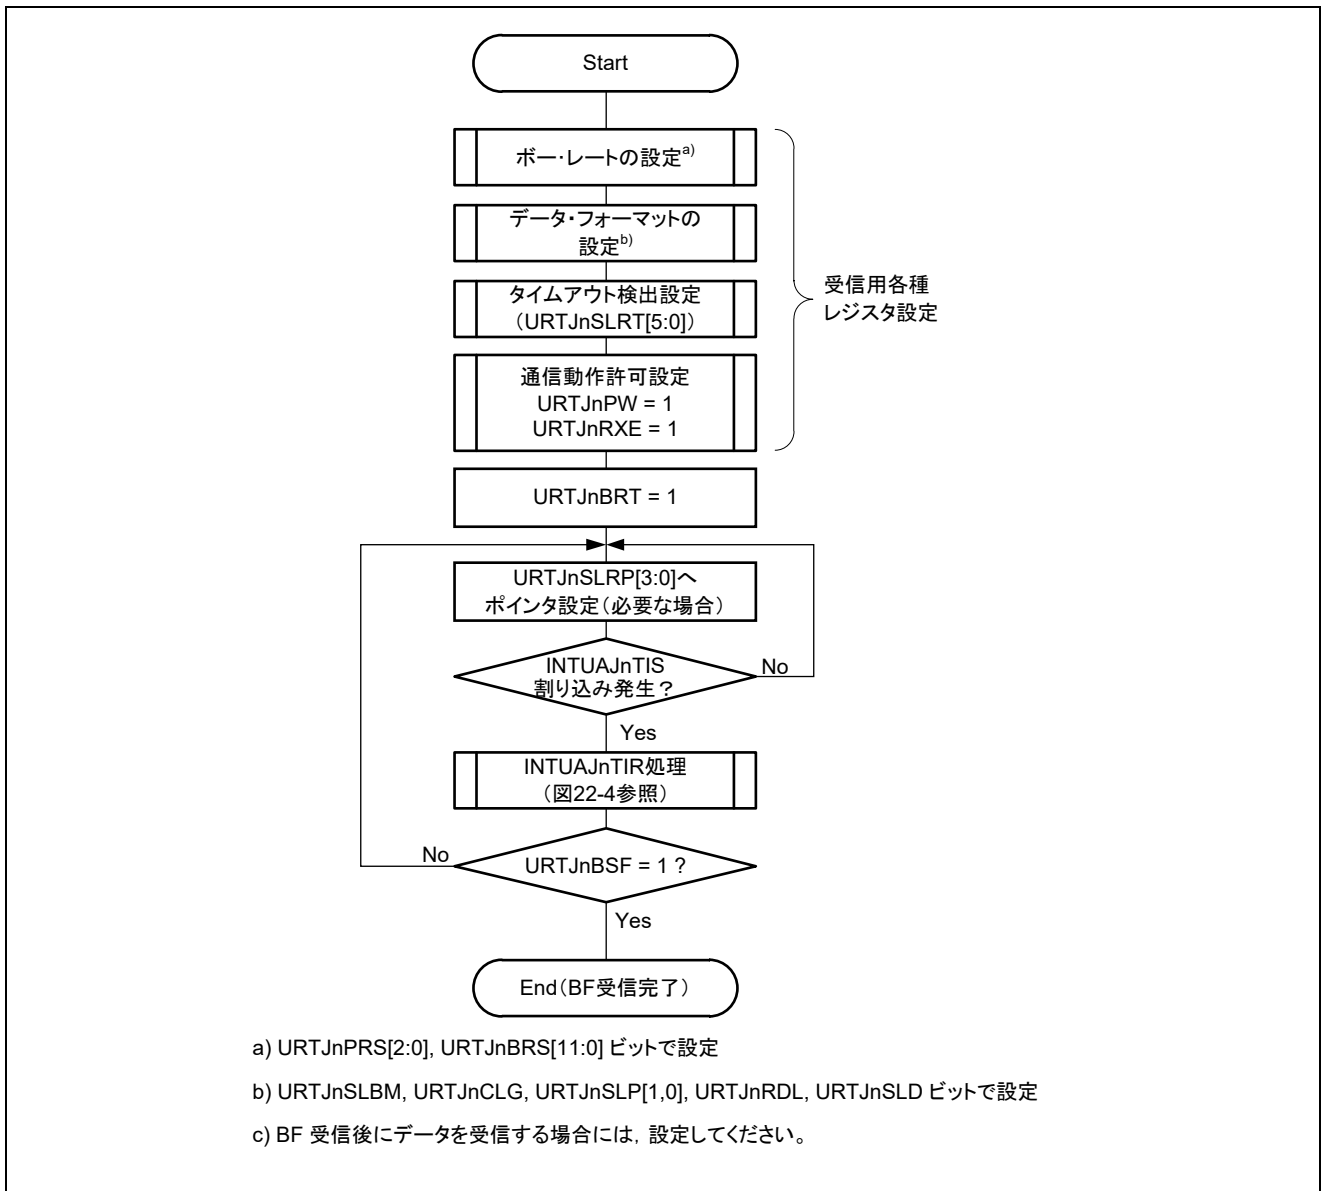 Start
ボー・レートの設定a)
データ・フォーマットの
設定b)
タイムアウト検出設定
（URTJnSLRT[5:0]）
通信動作許可設定
URTJnPW = 1
URTJnRXE = 1
受信用各種
レジスタ設定
URTJnBRT = 1
URTJnSLRP[3:0]へ
ポインタ設定（必要な場合）
INTUAJnTIS
割り込み発生？
No
Yes
INTUAJnTIR処理
（図22-4参照）
No
URTJnBSF = 1 ?
Yes
End（BF受信完了）
a) URTJnPRS[2:0], URTJnBRS[11:0] ビットで設定
b) URTJnSLBM, URTJnCLG, URTJnSLP[1,0], URTJnRDL, URTJnSLD ビットで設定
c) BF 受信後にデータを受信する場合には，設定してください。